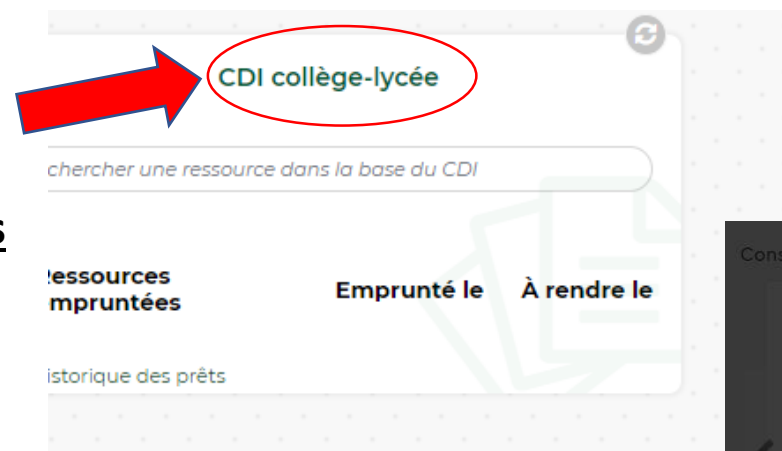 CDI collège-lycée
chercher une ressource dans la base du CDI
s
essources
mpruntées
Emprunté le
À rendre le
istorique des prêts
Cons